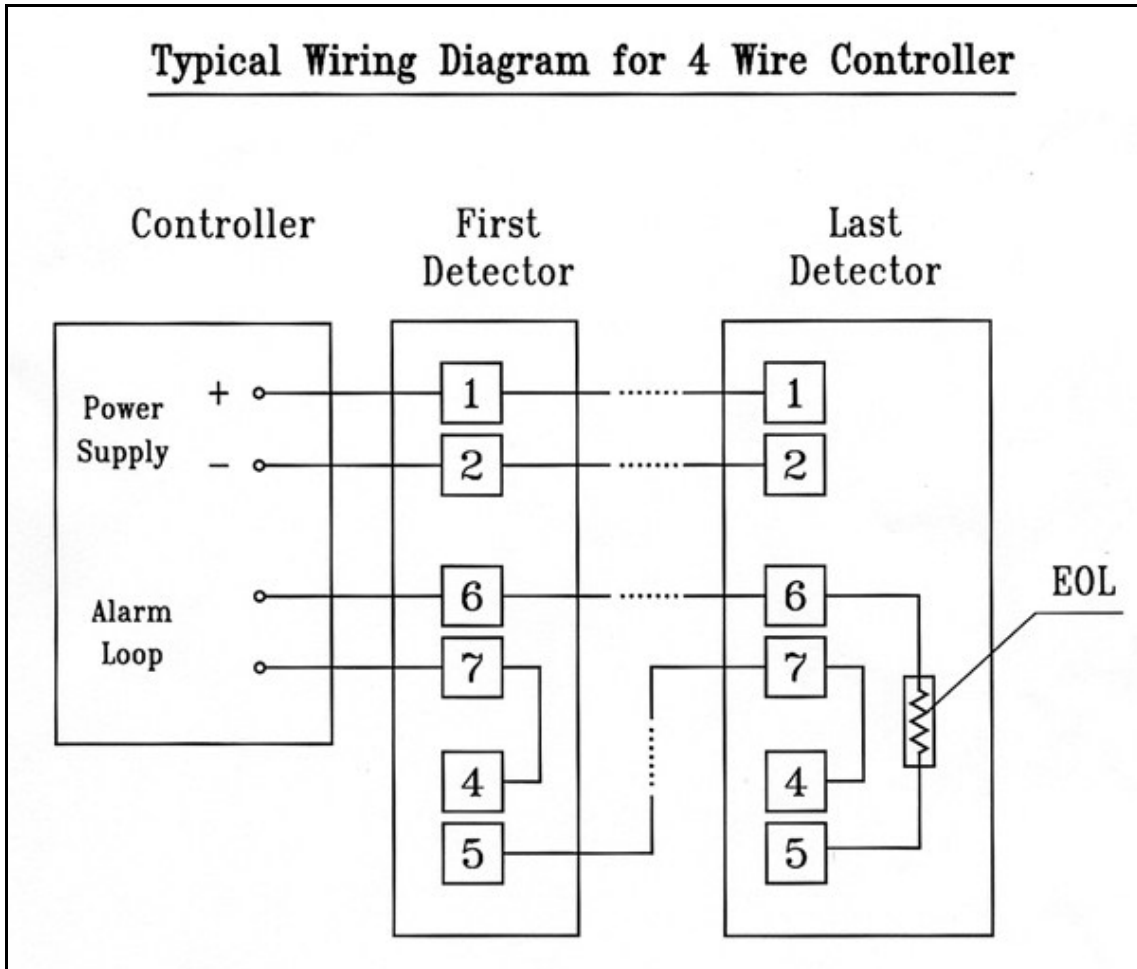 Typical Wiring Diagram for 4 Wire Controller
Controller
First
Detector
Last
Detector
Power
Supply
+
-
Alarm
Loop
1
2
6
7
4
5
1
2
6
7
4
5
EOL